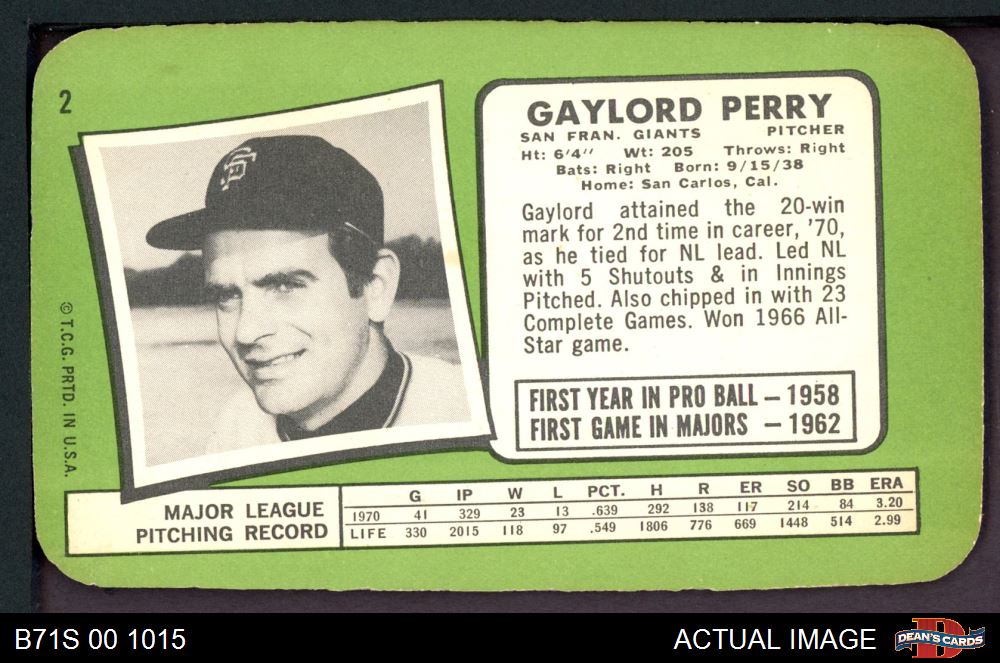 2
GAYLORD PERRY
SAN FRAN. GIANTS PITCHER
Ht: 6'4" Wt: 205 Throws: Right
Bats: Right Born: 9/15/38
Home: San Carlos, Cal.
Gaylord attained the 20-win
mark for 2nd time in career, '70,
as he tied for NL lead. Led NL
with 5 Shutouts & in Innings
Pitched. Also chipped in with 23
Complete Games. Won 1966 All-
Star game.
FIRST YEAR IN PRO BALL – 1958
FIRST GAME IN MAJORS – 1962
SF
© T.C.G. PRTD. IN U.S.A.
MAJOR LEAGUE
PITCHING RECORD
G IP W L PCT. H R ER SO BB ERA
1970 41 329 23 13 .639 292 138 117 214 84 3.20
LIFE 330 2015 118 97 .549 1806 776 669 1448 514 2.99
B71S 00 1015
ACTUAL IMAGE
D
DEAN'S CARDS